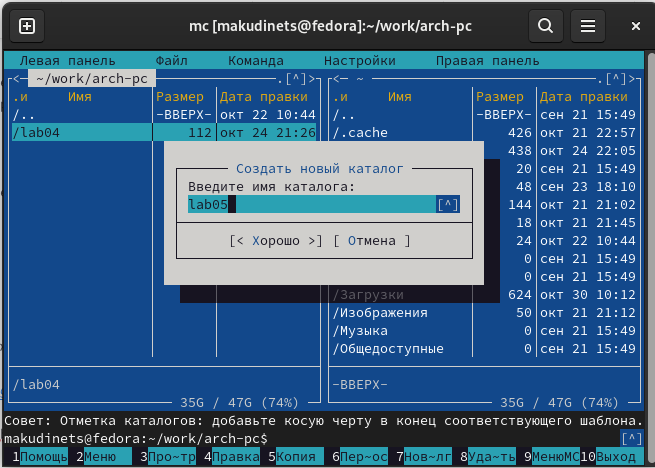 mc [makudinets@fedora]:~/work/arch-pc
Левая панель Файл Команда Настройки Правая панель
<- ~/work/arch-pc .[^]> <- ~ .[^]>
.и Имя Размер Дата правки .и Имя Размер Дата правки
/.. -ВВЕРХ- окт 22 10:44 /.. -ВВЕРХ- сен 21 15:49
/lab04 112 окт 24 21:26 /.cache 426 окт 21 22:57
438 окт 24 22:05
Создать новый каталог 20 сен 21 15:49
Введите имя каталога: 48 сен 23 18:10
lab05 [^] 144 окт 21 21:02
18 окт 21 21:45
[< Хорошо >] [ Отмена ] 24 окт 22 10:44
0 сен 21 15:49
0 сен 21 15:49
/Загрузки 624 окт 30 10:12
/Изображения 50 окт 21 21:12
/Музыка 0 сен 21 15:49
/Общедоступные 0 сен 21 15:49
/lab04 -ВВЕРХ-
35G / 47G (74%) 35G / 47G (74%)
Совет: Отметка каталогов: добавьте косую черту в конец соответствующего шаблона.
makudinets@fedora:~/work/arch-pc$ [^]
1Помощь 2Меню 3Про~тр 4Правка 5Копия 6Пер~ос 7Нов~лг 8Уда~ть 9МенюMC 10Выход